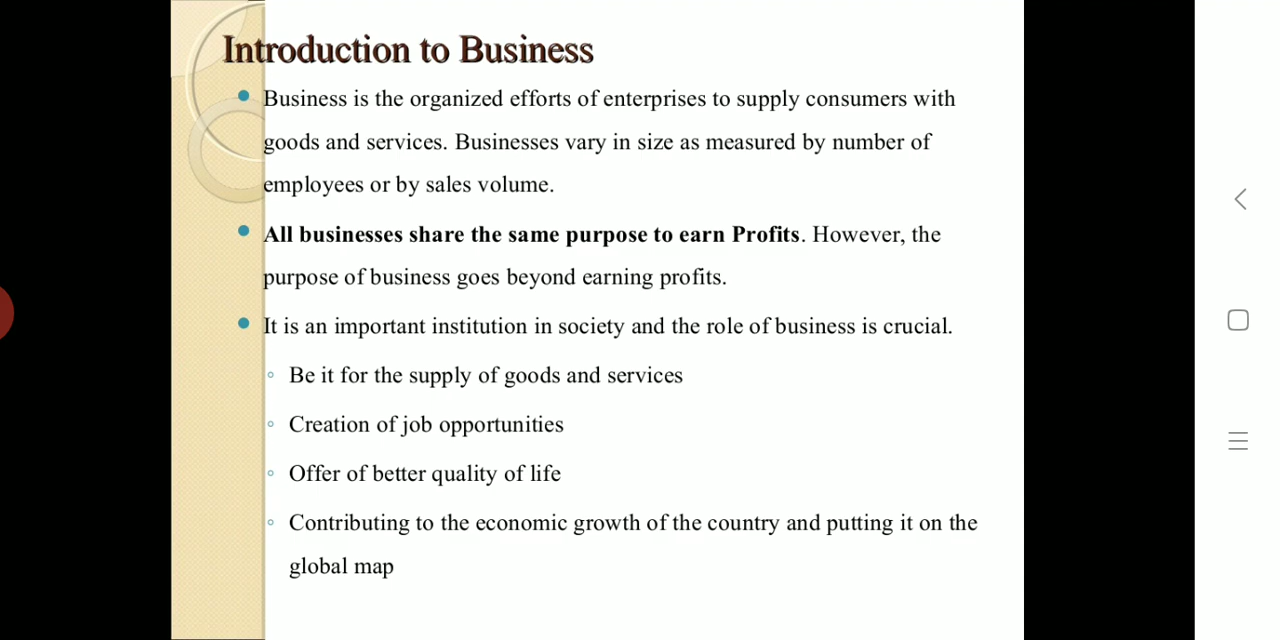 Introduction to Business
Business is the organized efforts of enterprises to supply consumers with
goods and services. Businesses vary in size as measured by number of
employees or by sales volume.
All businesses share the same purpose to earn Profits. However, the
purpose of business goes beyond earning profits.
It is an important institution in society and the role of business is crucial.
Be it for the supply of goods and services
Creation of job opportunities
Offer of better quality of life
Contributing to the economic growth of the country and putting it on the
global map